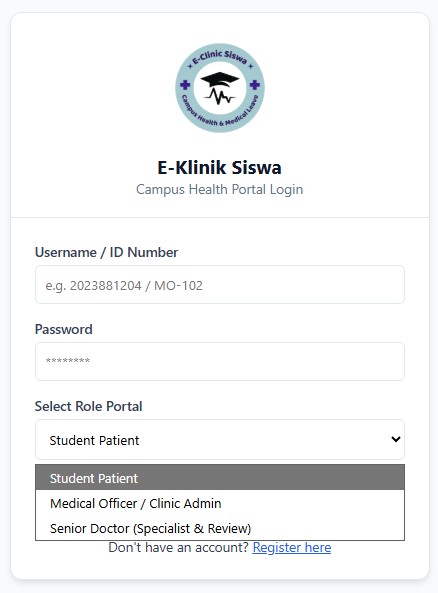 E-Clinic Siswa
Campus Health & Medical Leave
E-Klinik Siswa
Campus Health Portal Login
Username / ID Number
e.g. 2023881204 / MO-102
Password
********
Select Role Portal
Student Patient
Student Patient
Medical Officer / Clinic Admin
Senior Doctor (Specialist & Review)
Don't have an account? Register here